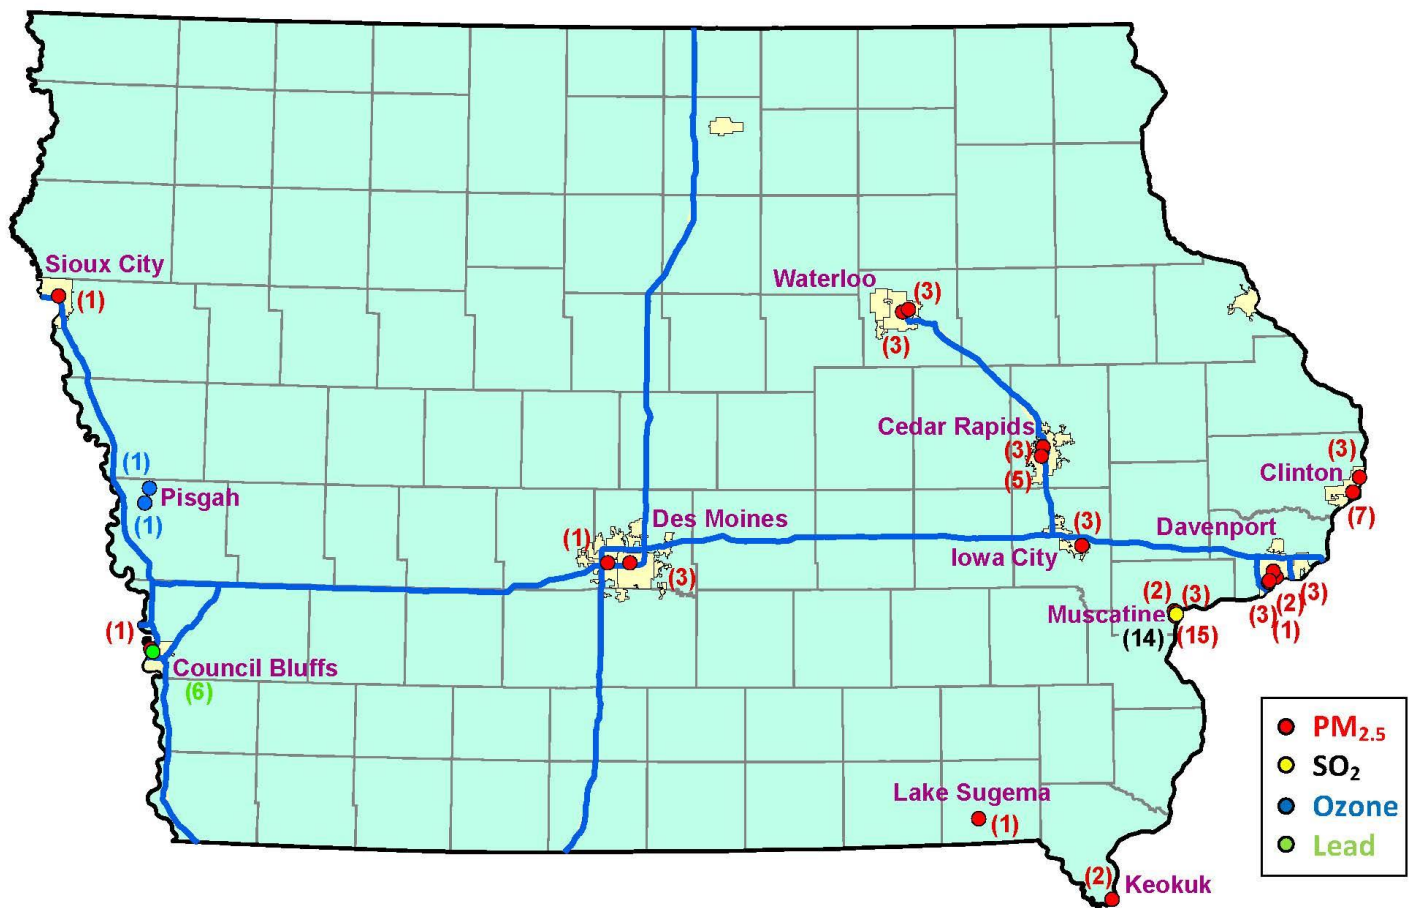 Sioux City
(1)
Waterloo
(3)
(3)
Cedar Rapids
(3)
(5)
(3)
Clinton
(7)
(1)
Pisgah
(1)
Des Moines
(1)
(3)
(3)
Iowa City
Davenport
(3)
(2)
(3)
(1)
(2)
(3)
Muscatine
(14)
(15)
(1)
Council Bluffs
(6)
Lake Sugema
(1)
(2)
Keokuk
PM2.5
SO2
Ozone
Lead